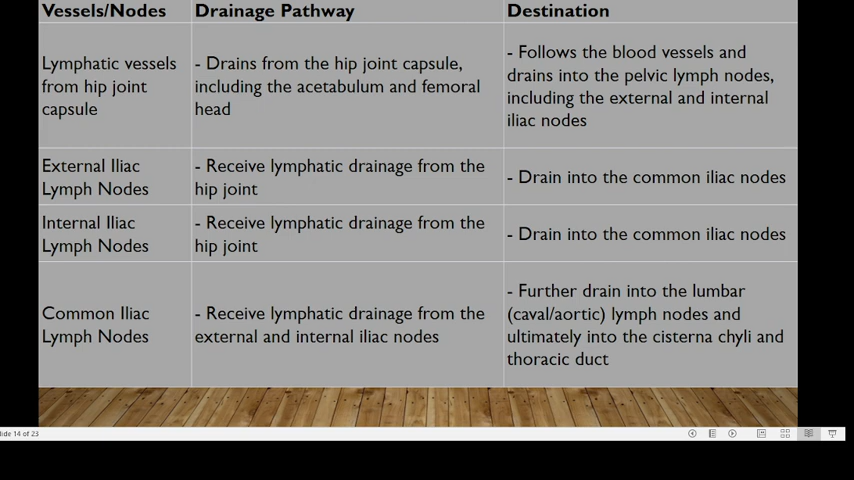 Vessels/Nodes
Drainage Pathway
Destination
Lymphatic vessels
from hip joint
capsule
- Drains from the hip joint capsule,
including the acetabulum and femoral
head
- Follows the blood vessels and
drains into the pelvic lymph nodes,
including the external and internal
iliac nodes
External Iliac
Lymph Nodes
- Receive lymphatic drainage from the
hip joint
- Drain into the common iliac nodes
Internal Iliac
Lymph Nodes
- Receive lymphatic drainage from the
hip joint
- Drain into the common iliac nodes
Common Iliac
Lymph Nodes
- Receive lymphatic drainage from the
external and internal iliac nodes
- Further drain into the lumbar
(caval/aortic) lymph nodes and
ultimately into the cisterna chyli and
thoracic duct
lide 14 of 23